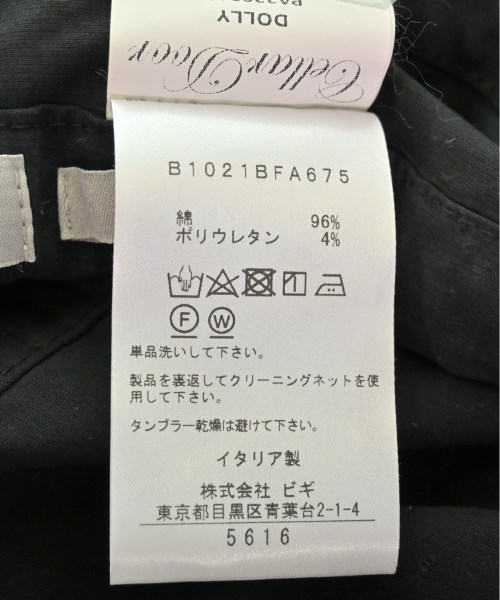 DOLLY
Cellar Door
B1021BFA675
綿 96%
ポリウレタン 4%
F W
単品洗いして下さい。
製品を裏返してクリーニングネットを使
用して下さい。
タンブラー乾燥は避けて下さい。
イタリア製
株式会社 ビギ
東京都目黒区青葉台2-1-4
5616